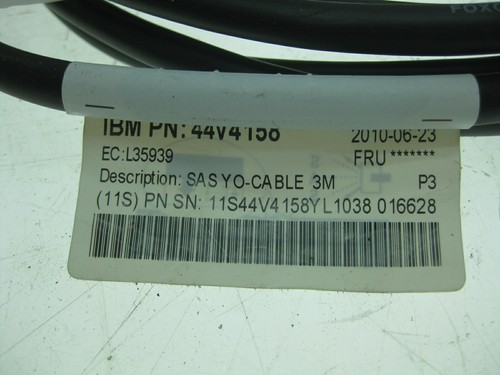 IBM PN: 44V4158 2010-06-23
EC:L35939 FRU *******
Description: SAS YO-CABLE 3M P3
(11S) PN SN: 11S44V4158YL1038 016628